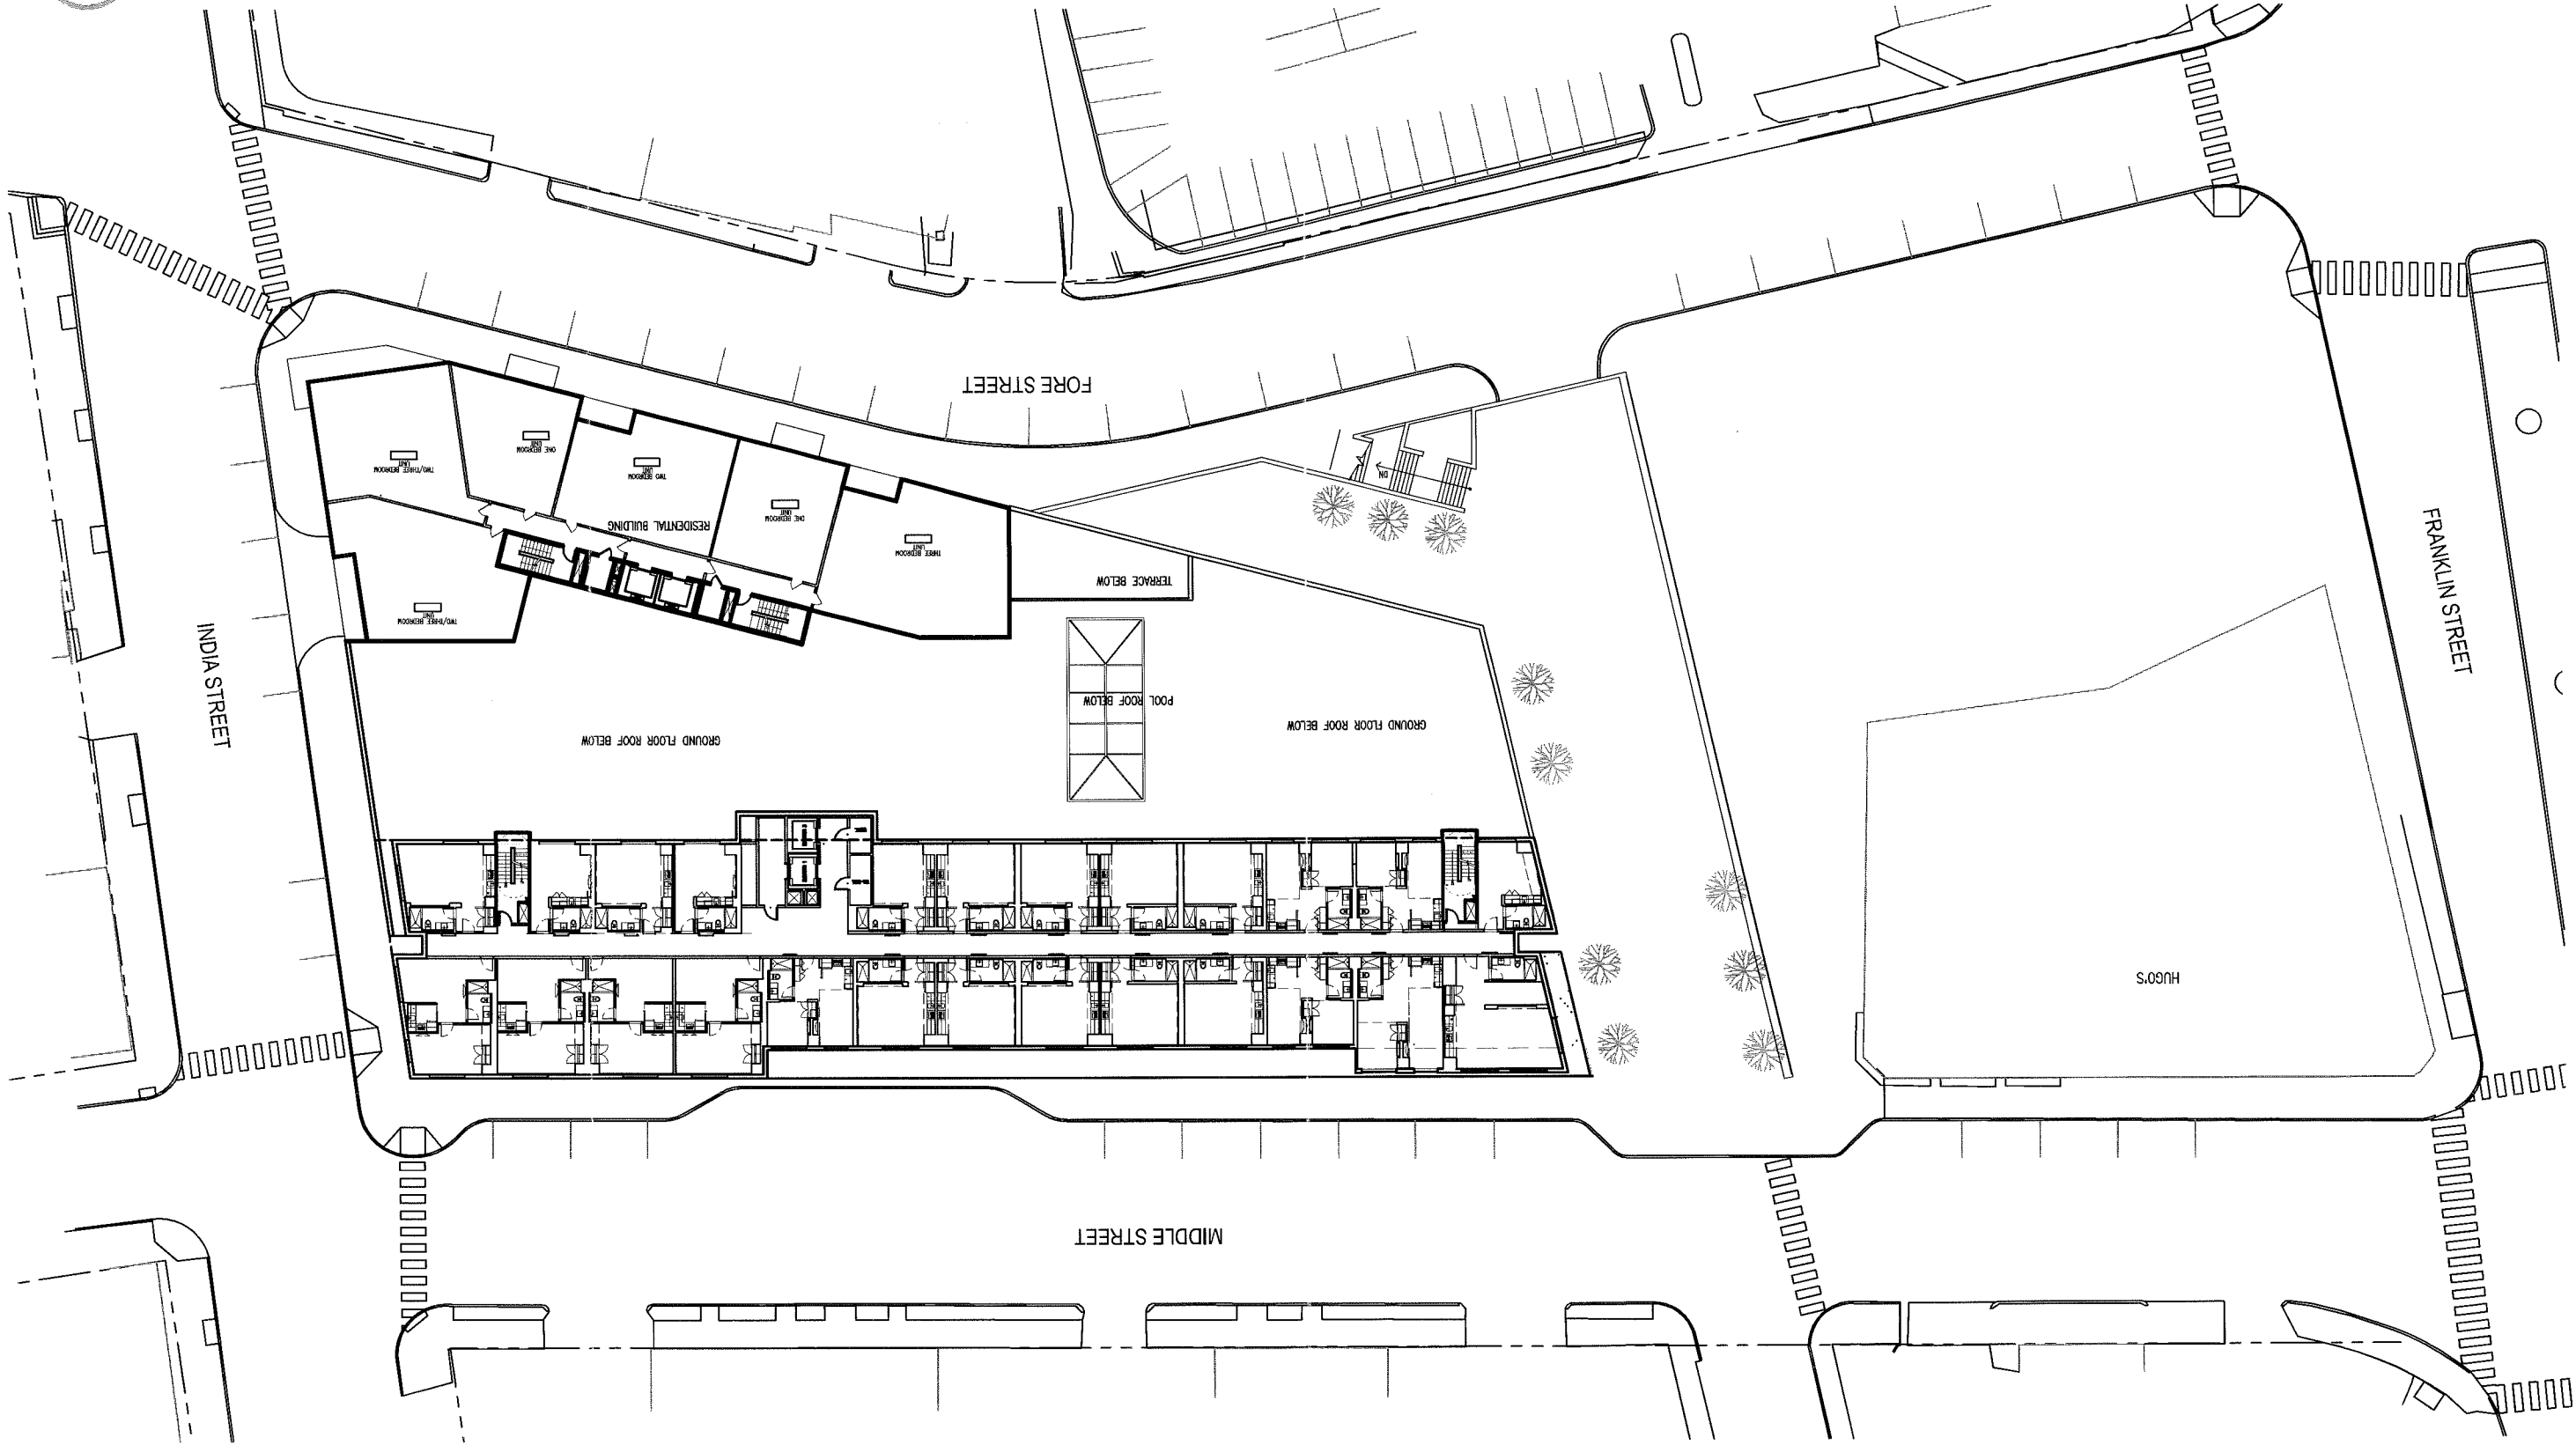 FORE STREET
ONE BEDROOM
UNIT
TWO/THREE BEDROOM
UNIT
TWO BEDROOM
UNIT
ONE BEDROOM
UNIT
RESIDENTIAL BUILDING
THREE BEDROOM
UNIT
TWO/THREE BEDROOM
UNIT
DN
TERRACE BELOW
POOL ROOF BELOW
GROUND FLOOR ROOF BELOW
GROUND FLOOR ROOF BELOW
INDIA STREET
FRANKLIN STREET
HUGO'S
MIDDLE STREET